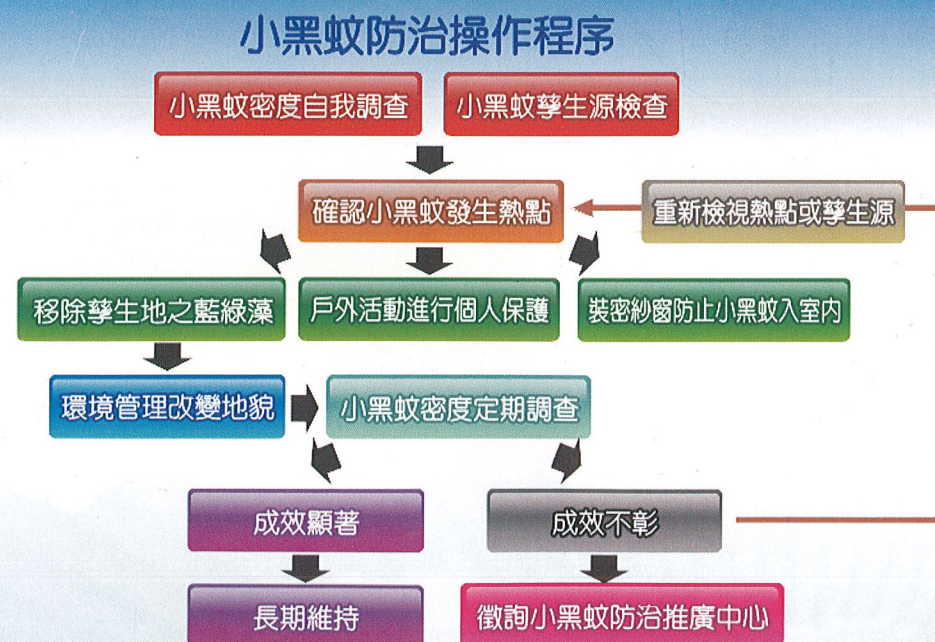 小黑蚊防治操作程序
小黑蚊密度自我調查
小黑蚊孳生源檢查
確認小黑蚊發生熱點
重新檢視熱點或孳生源
移除孳生地之藍綠藻
戶外活動進行個人保護
裝密紗窗防止小黑蚊入室內
環境管理改變地貌
小黑蚊密度定期調查
成效顯著
成效不彰
長期維持
徵詢小黑蚊防治推廣中心